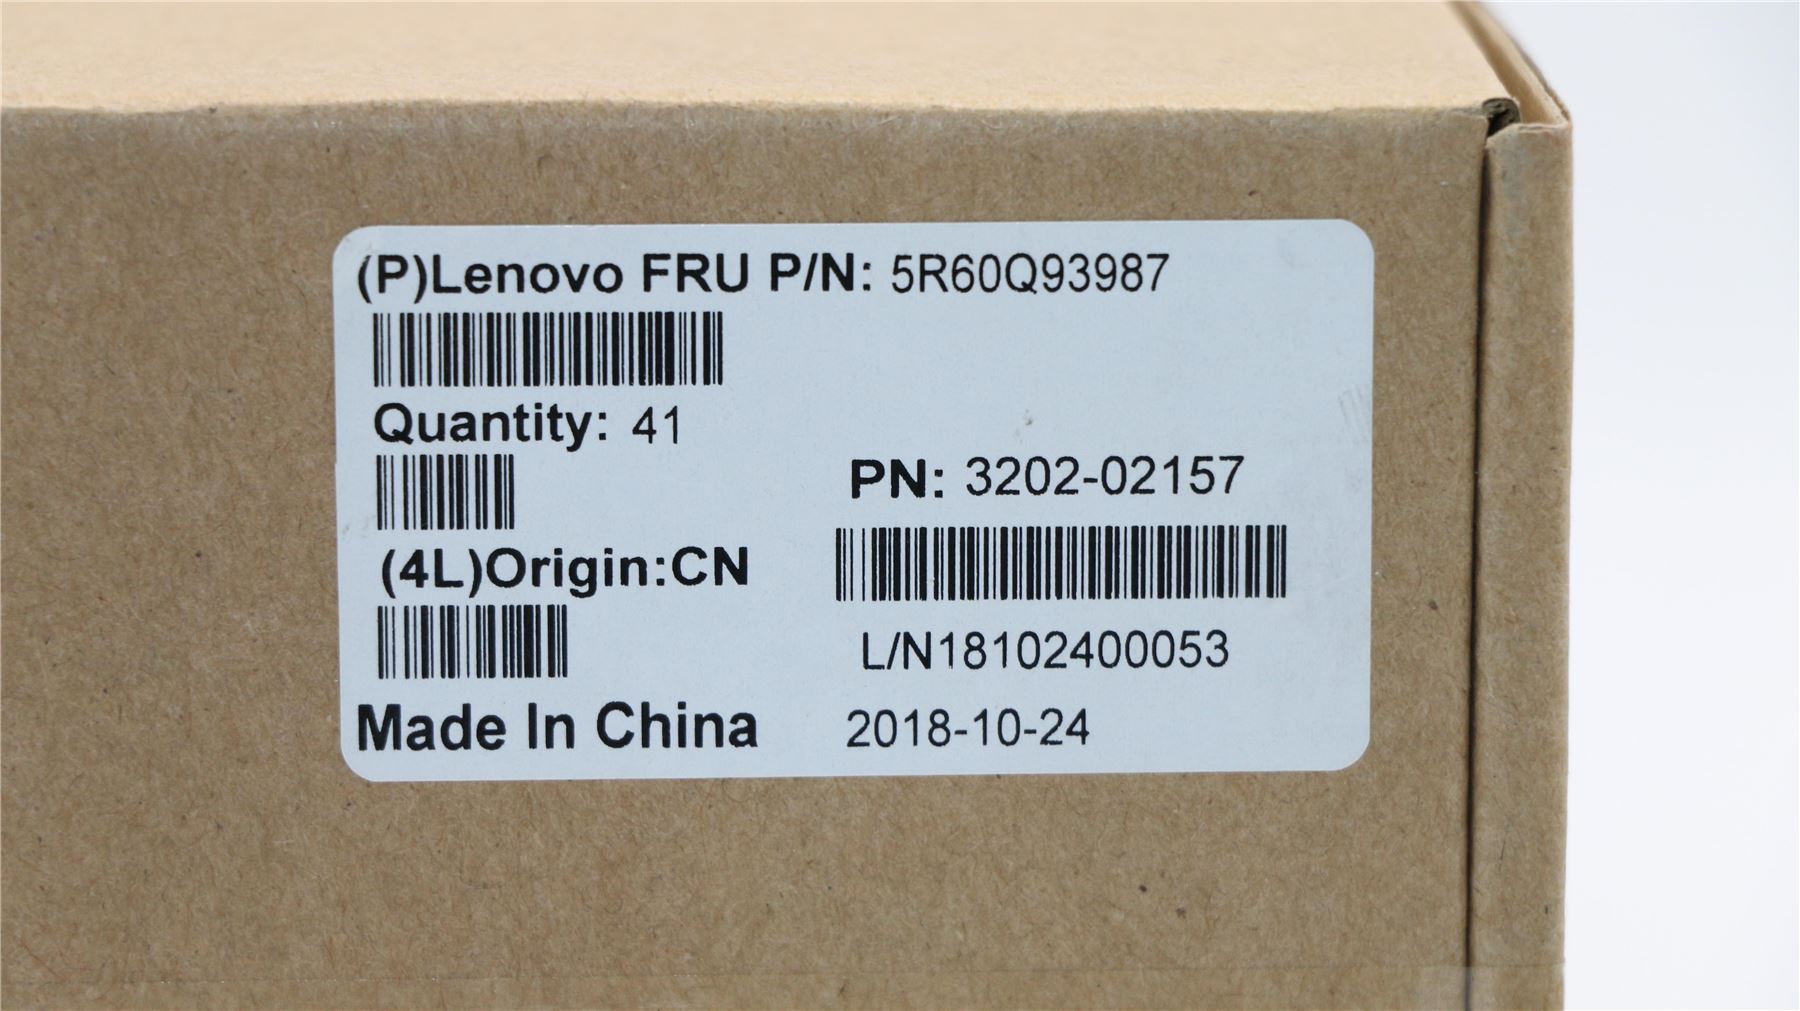 (P)Lenovo FRU P/N: 5R60Q93987
Quantity: 41
PN: 3202-02157
(4L)Origin:CN
L/N18102400053
Made In China
2018-10-24